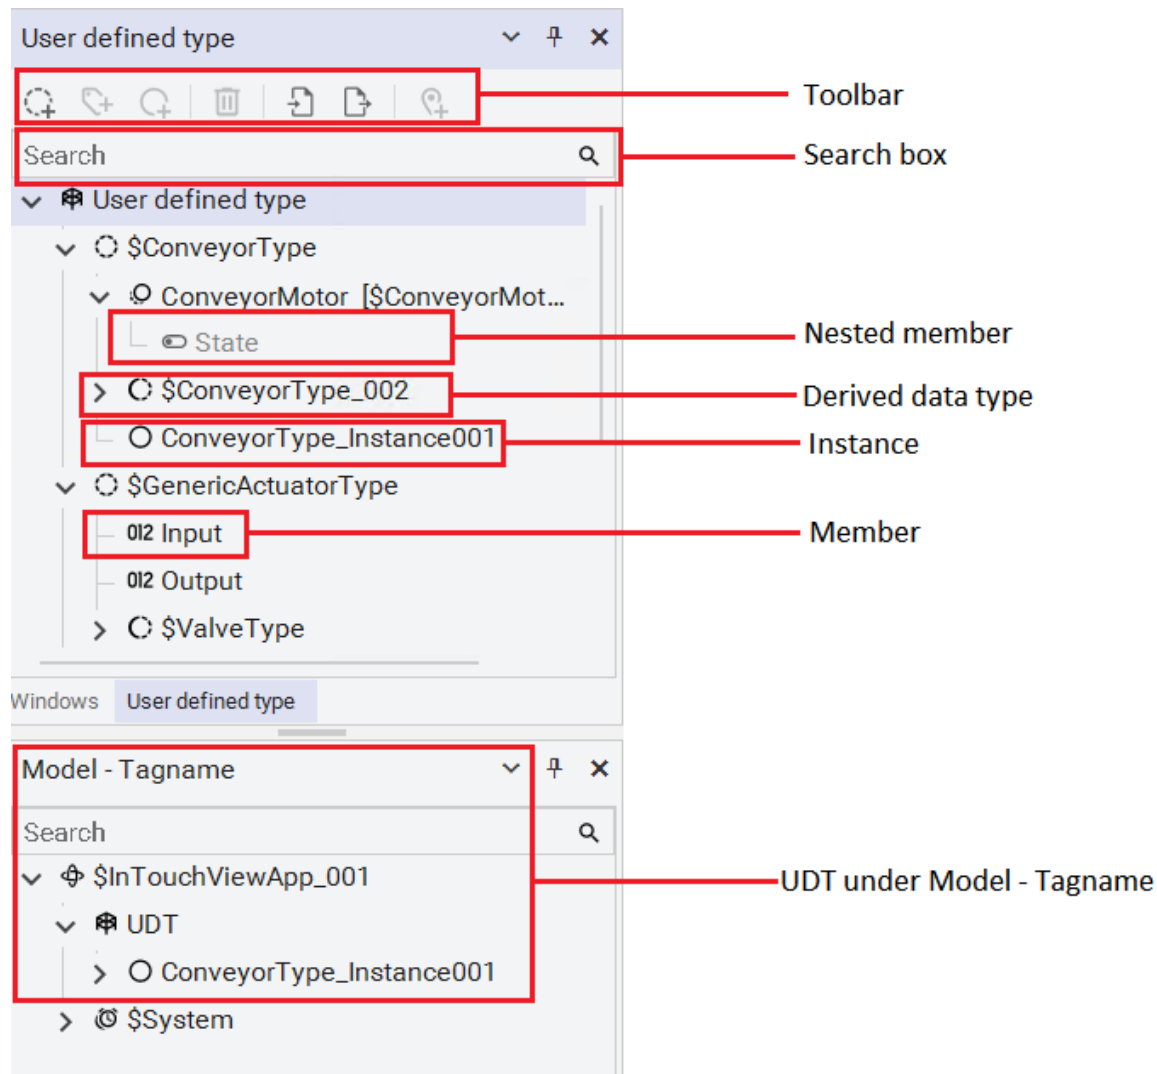 User defined type
Toolbar
Search
Search box
User defined type
$ConveyorType
ConveyorMotor [$ConveyorMot...
State
Nested member
$ConveyorType_002
Derived data type
ConveyorType_Instance001
Instance
$GenericActuatorType
012 Input
Member
012 Output
$ValveType
Windows User defined type
Model - Tagname
Search
$InTouchViewApp_001
UDT under Model - Tagname
UDT
ConveyorType_Instance001
$System